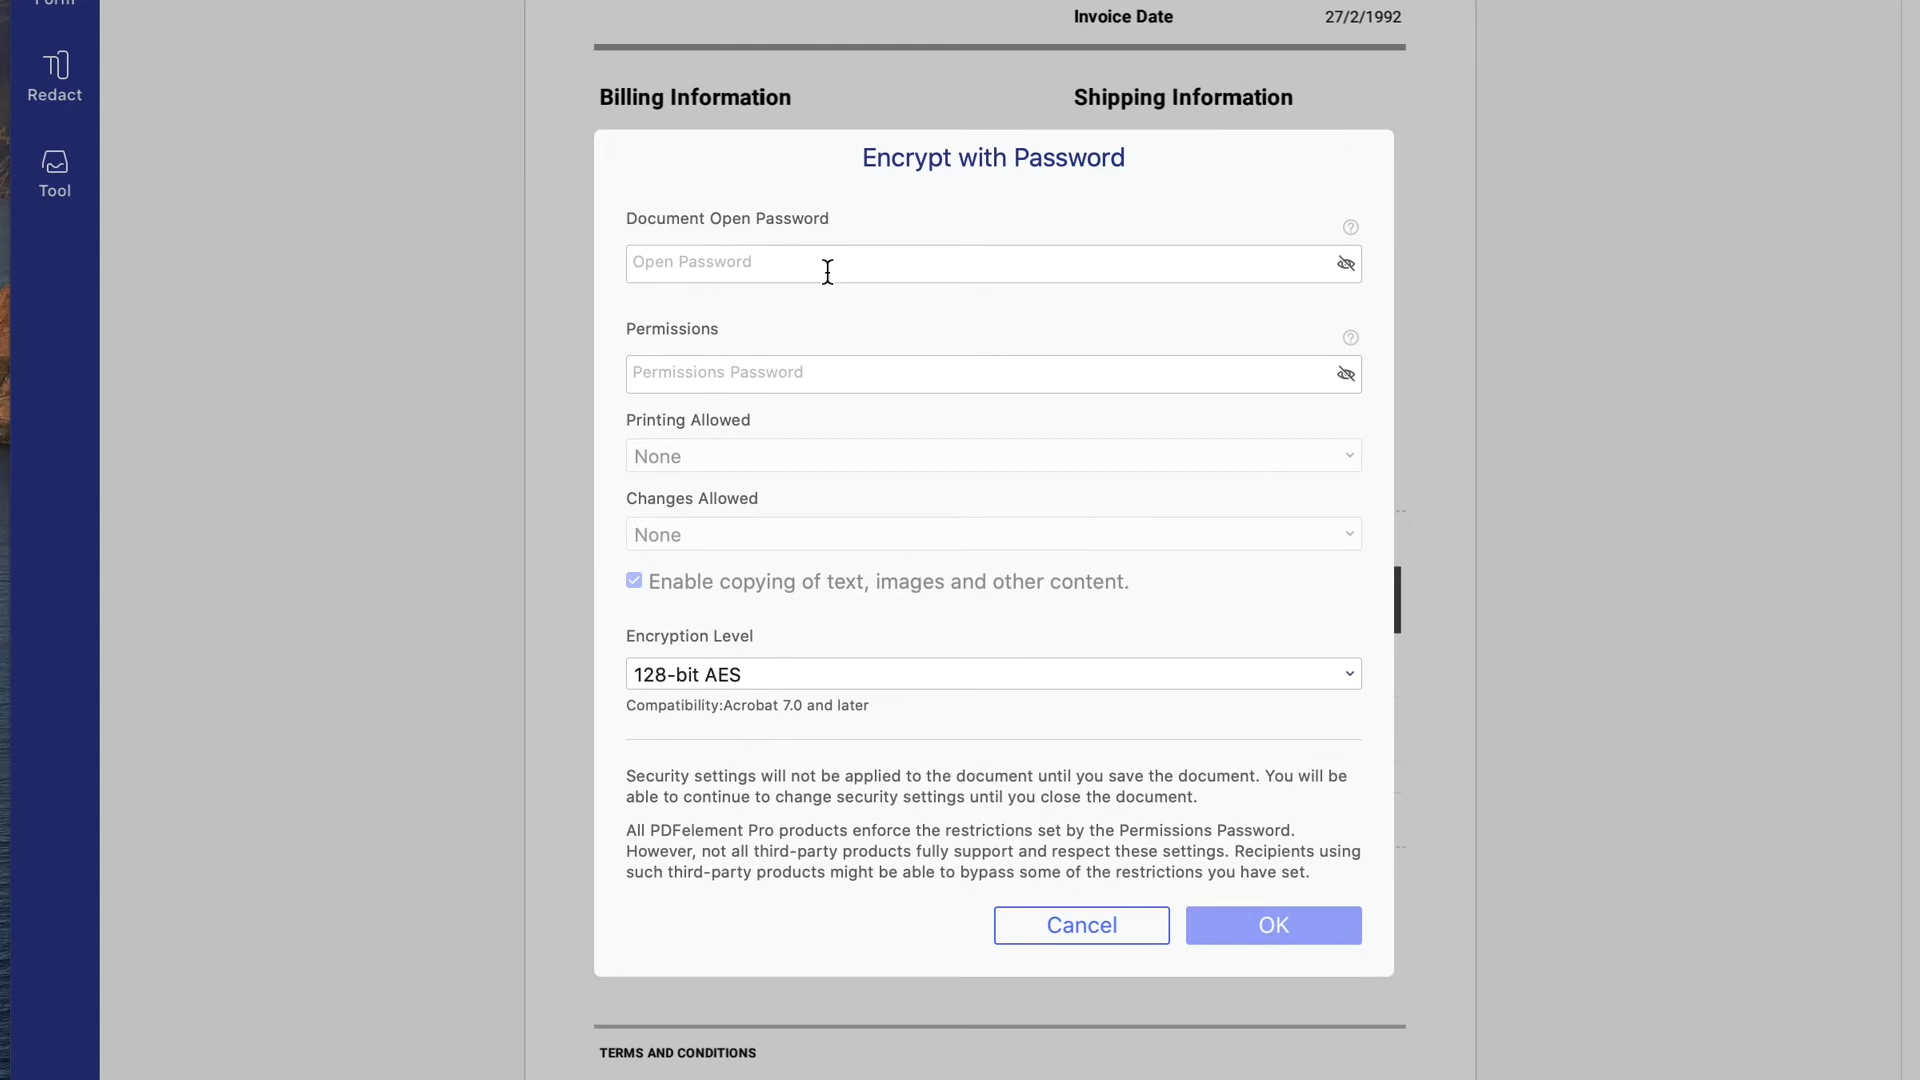 Form
Invoice Date 27/2/1992
Redact
Billing Information Shipping Information
Encrypt with Password
Tool
Document Open Password
Open Password
Permissions
Permissions Password
Printing Allowed
None
Changes Allowed
None
Enable copying of text, images and other content.
Encryption Level
128-bit AES
Compatibility:Acrobat 7.0 and later
Security settings will not be applied to the document until you save the document. You will be
able to continue to change security settings until you close the document.
All PDFelement Pro products enforce the restrictions set by the Permissions Password.
However, not all third-party products fully support and respect these settings. Recipients using
such third-party products might be able to bypass some of the restrictions you have set.
Cancel OK
TERMS AND CONDITIONS